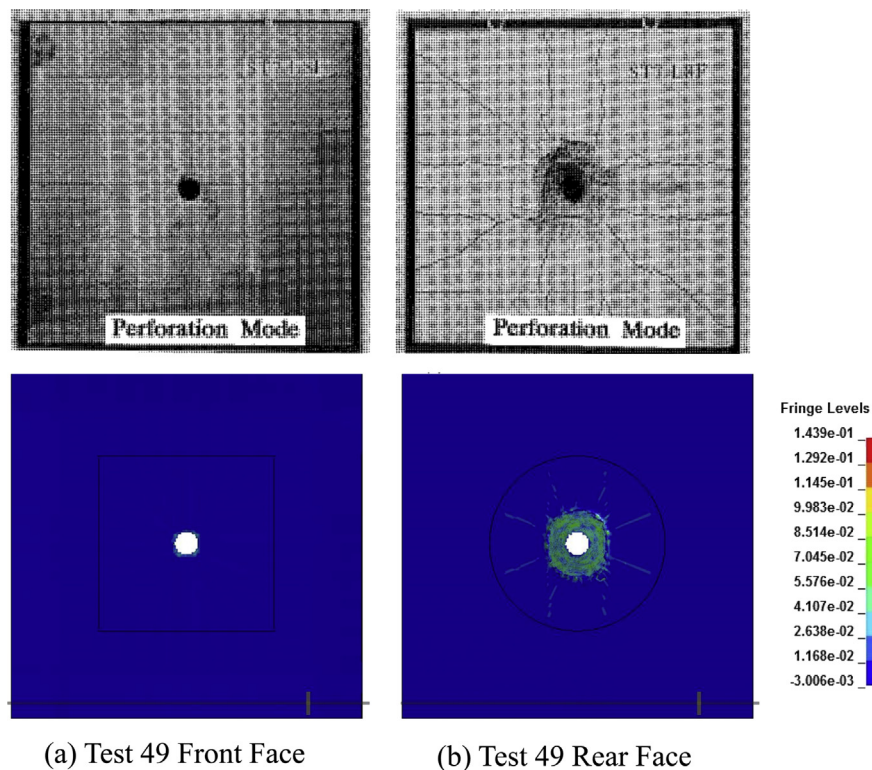 Perforation Mode
Perforation Mode
Fringe Levels
1.439e-01
1.292e-01
1.145e-01
9.983e-02
8.514e-02
7.045e-02
5.576e-02
4.107e-02
2.638e-02
1.168e-02
-3.006e-03
(a) Test 49 Front Face
(b) Test 49 Rear Face